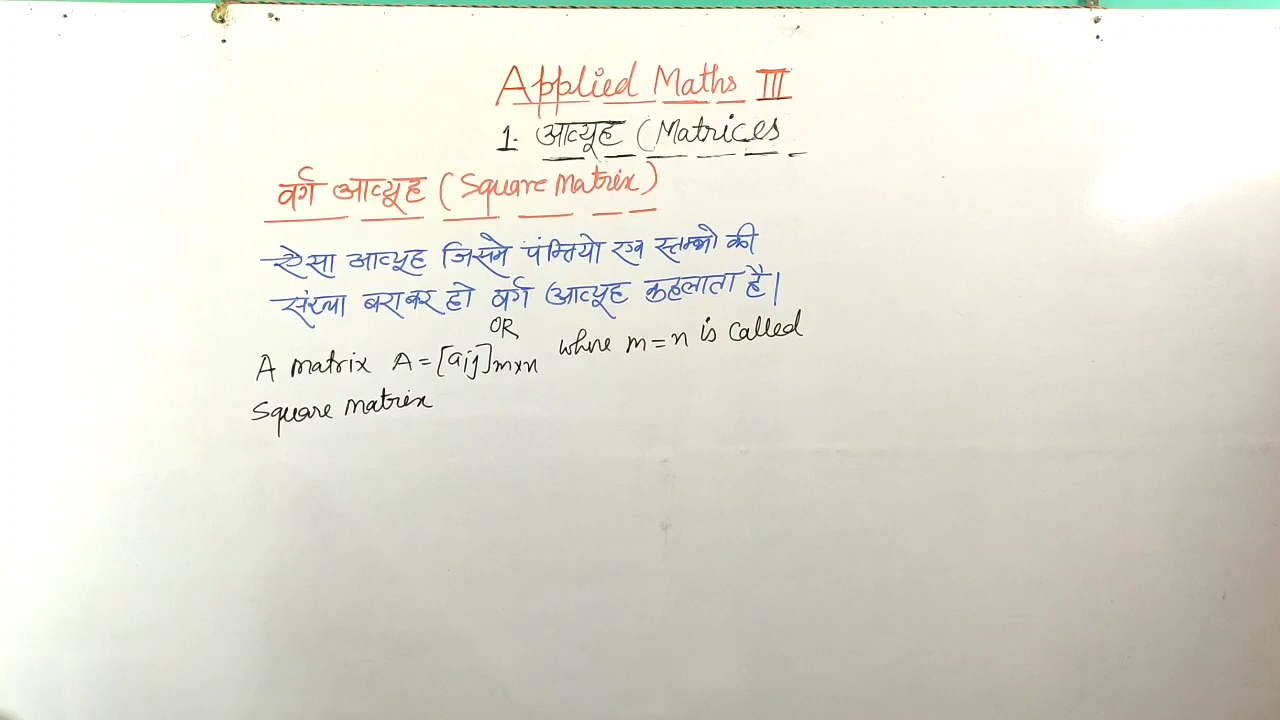 Applied Maths III
1. आव्यूह (Matrices
वर्ग आव्यूह (Square Matrix)
ऐसा आव्यूह जिसमे पंक्तियो एव स्तम्भो की
संख्या बराबर हो वर्ग आव्यूह कहलाता है।
OR
A matrix A = [aij]m×n where m=n is called
Square matrix